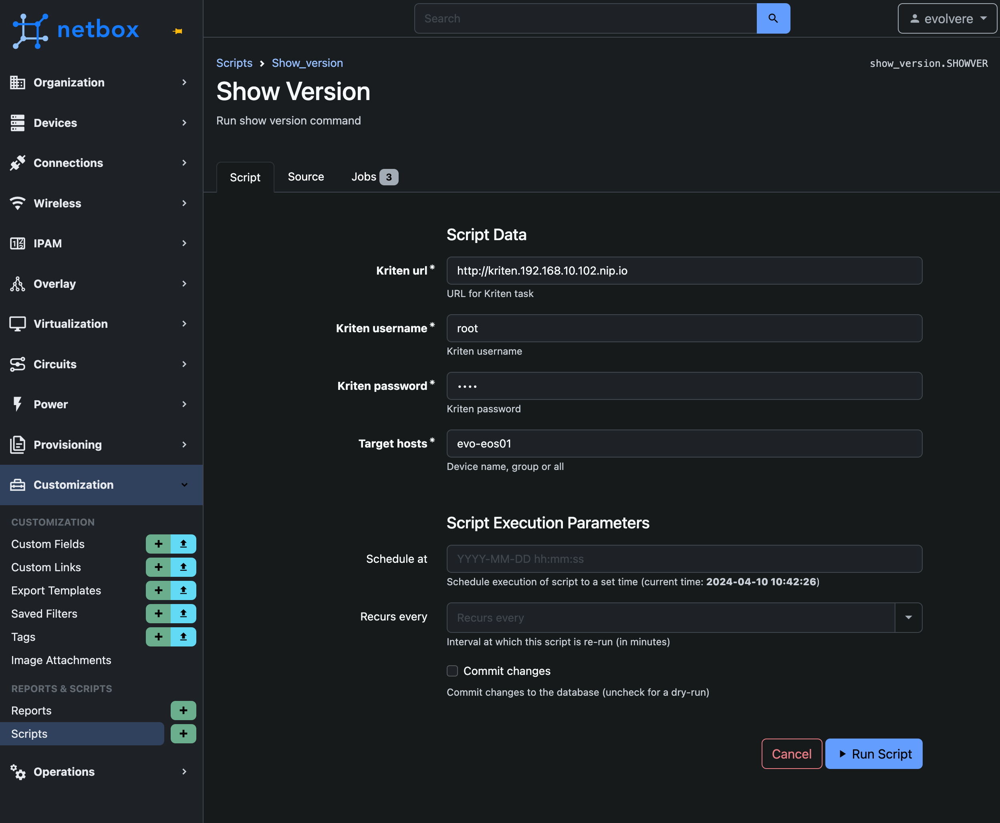 netbox
Search
evolvere
Organization
Devices
Connections
Wireless
IPAM
Overlay
Virtualization
Circuits
Power
Provisioning
Customization
CUSTOMIZATION
Custom Fields
Custom Links
Export Templates
Saved Filters
Tags
Image Attachments
REPORTS & SCRIPTS
Reports
Scripts
Operations
Scripts > Show_version
show_version.SHOWVER
Show Version
Run show version command
Script Source Jobs 3
Script Data
Kriten url* http://kriten.192.168.10.102.nip.io
URL for Kriten task
Kriten username* root
Kriten username
Kriten password* ••••
Kriten password
Target hosts* evo-eos01
Device name, group or all
Script Execution Parameters
Schedule at YYYY-MM-DD hh:mm:ss
Schedule execution of script to a set time (current time: 2024-04-10 10:42:26)
Recurs every Recurs every
Interval at which this script is re-run (in minutes)
Commit changes
Commit changes to the database (uncheck for a dry-run)
Cancel Run Script